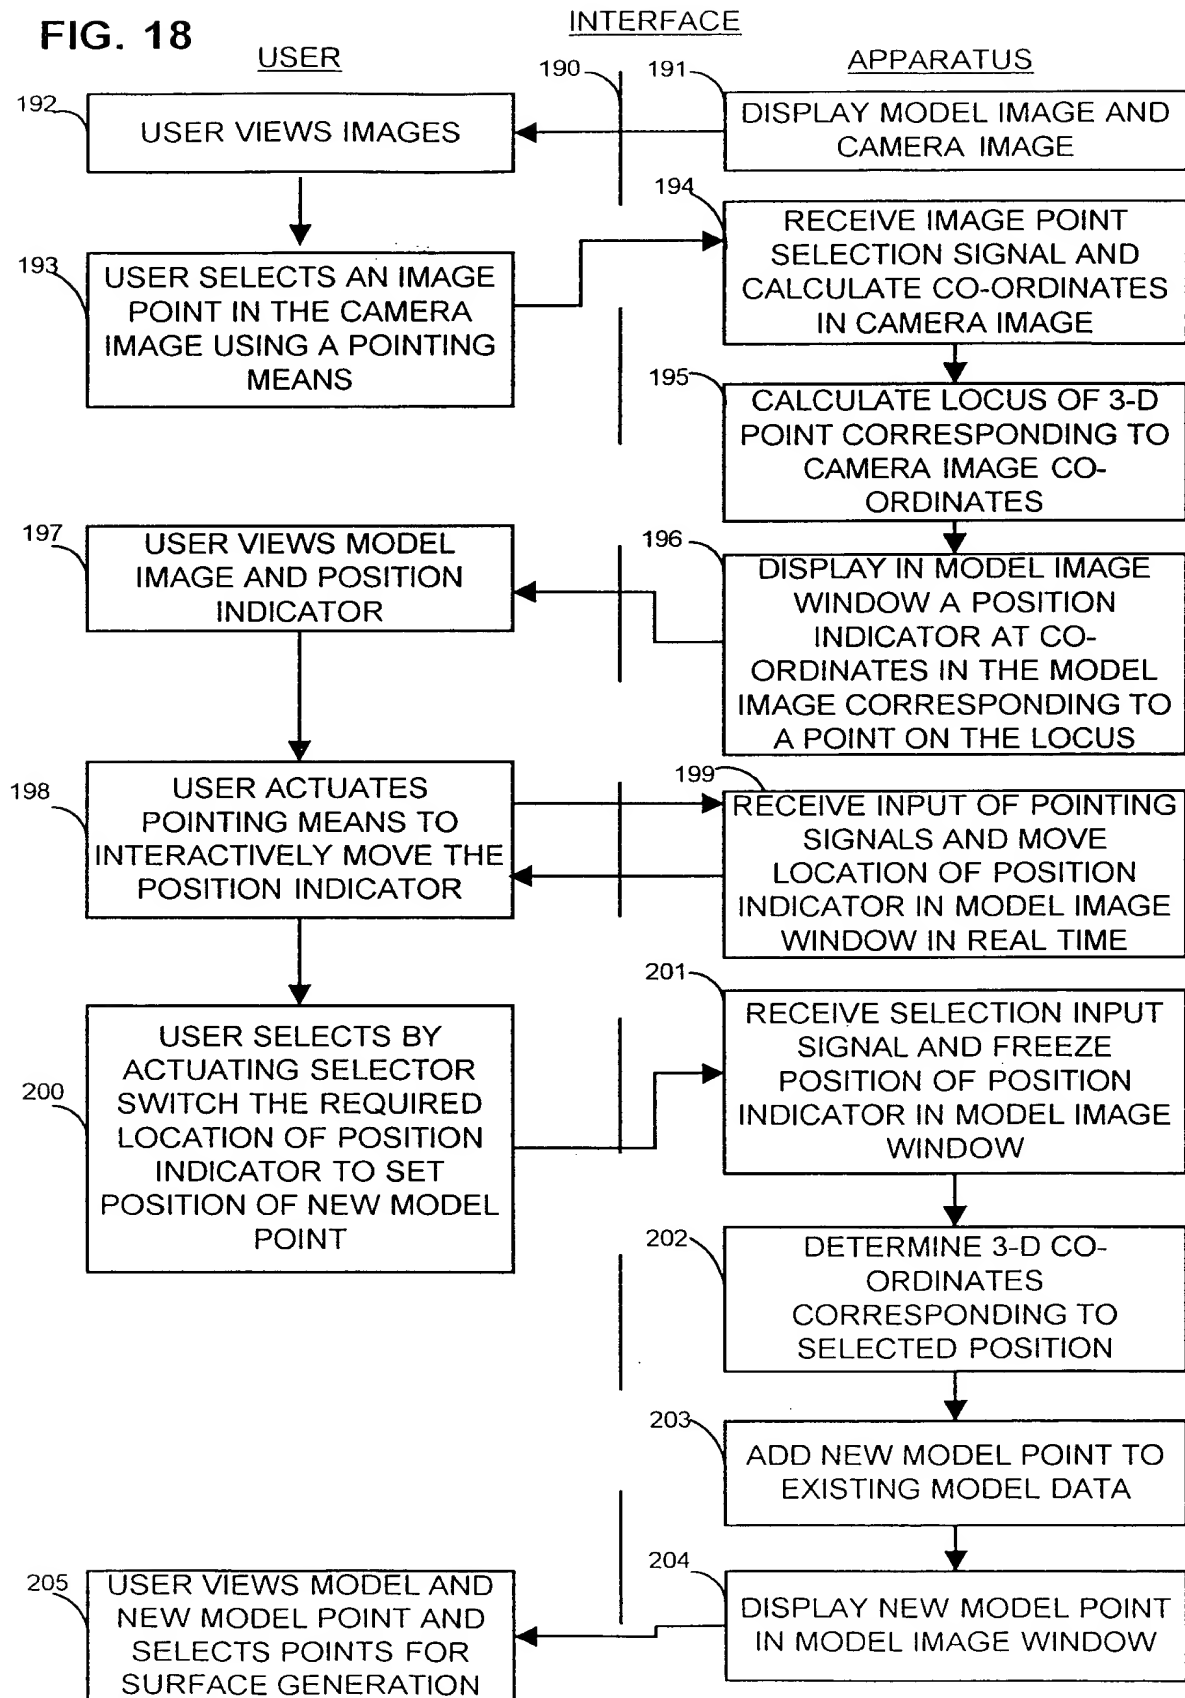 FIG. 18
INTERFACE
USER
APPARATUS
190
191
192
USER VIEWS IMAGES
DISPLAY MODEL IMAGE AND
CAMERA IMAGE
193
USER SELECTS AN IMAGE
POINT IN THE CAMERA
IMAGE USING A POINTING
MEANS
194
RECEIVE IMAGE POINT
SELECTION SIGNAL AND
CALCULATE CO-ORDINATES
IN CAMERA IMAGE
195
CALCULATE LOCUS OF 3-D
POINT CORRESPONDING TO
CAMERA IMAGE CO-
ORDINATES
196
DISPLAY IN MODEL IMAGE
WINDOW A POSITION
INDICATOR AT CO-
ORDINATES IN THE MODEL
IMAGE CORRESPONDING TO
A POINT ON THE LOCUS
197
USER VIEWS MODEL
IMAGE AND POSITION
INDICATOR
198
USER ACTUATES
POINTING MEANS TO
INTERACTIVELY MOVE THE
POSITION INDICATOR
199
RECEIVE INPUT OF POINTING
SIGNALS AND MOVE
LOCATION OF POSITION
INDICATOR IN MODEL IMAGE
WINDOW IN REAL TIME
200
USER SELECTS BY
ACTUATING SELECTOR
SWITCH THE REQUIRED
LOCATION OF POSITION
INDICATOR TO SET
POSITION OF NEW MODEL
POINT
201
RECEIVE SELECTION INPUT
SIGNAL AND FREEZE
POSITION OF POSITION
INDICATOR IN MODEL IMAGE
WINDOW
202
DETERMINE 3-D CO-
ORDINATES
CORRESPONDING TO
SELECTED POSITION
203
ADD NEW MODEL POINT TO
EXISTING MODEL DATA
204
DISPLAY NEW MODEL POINT
IN MODEL IMAGE WINDOW
205
USER VIEWS MODEL AND
NEW MODEL POINT AND
SELECTS POINTS FOR
SURFACE GENERATION